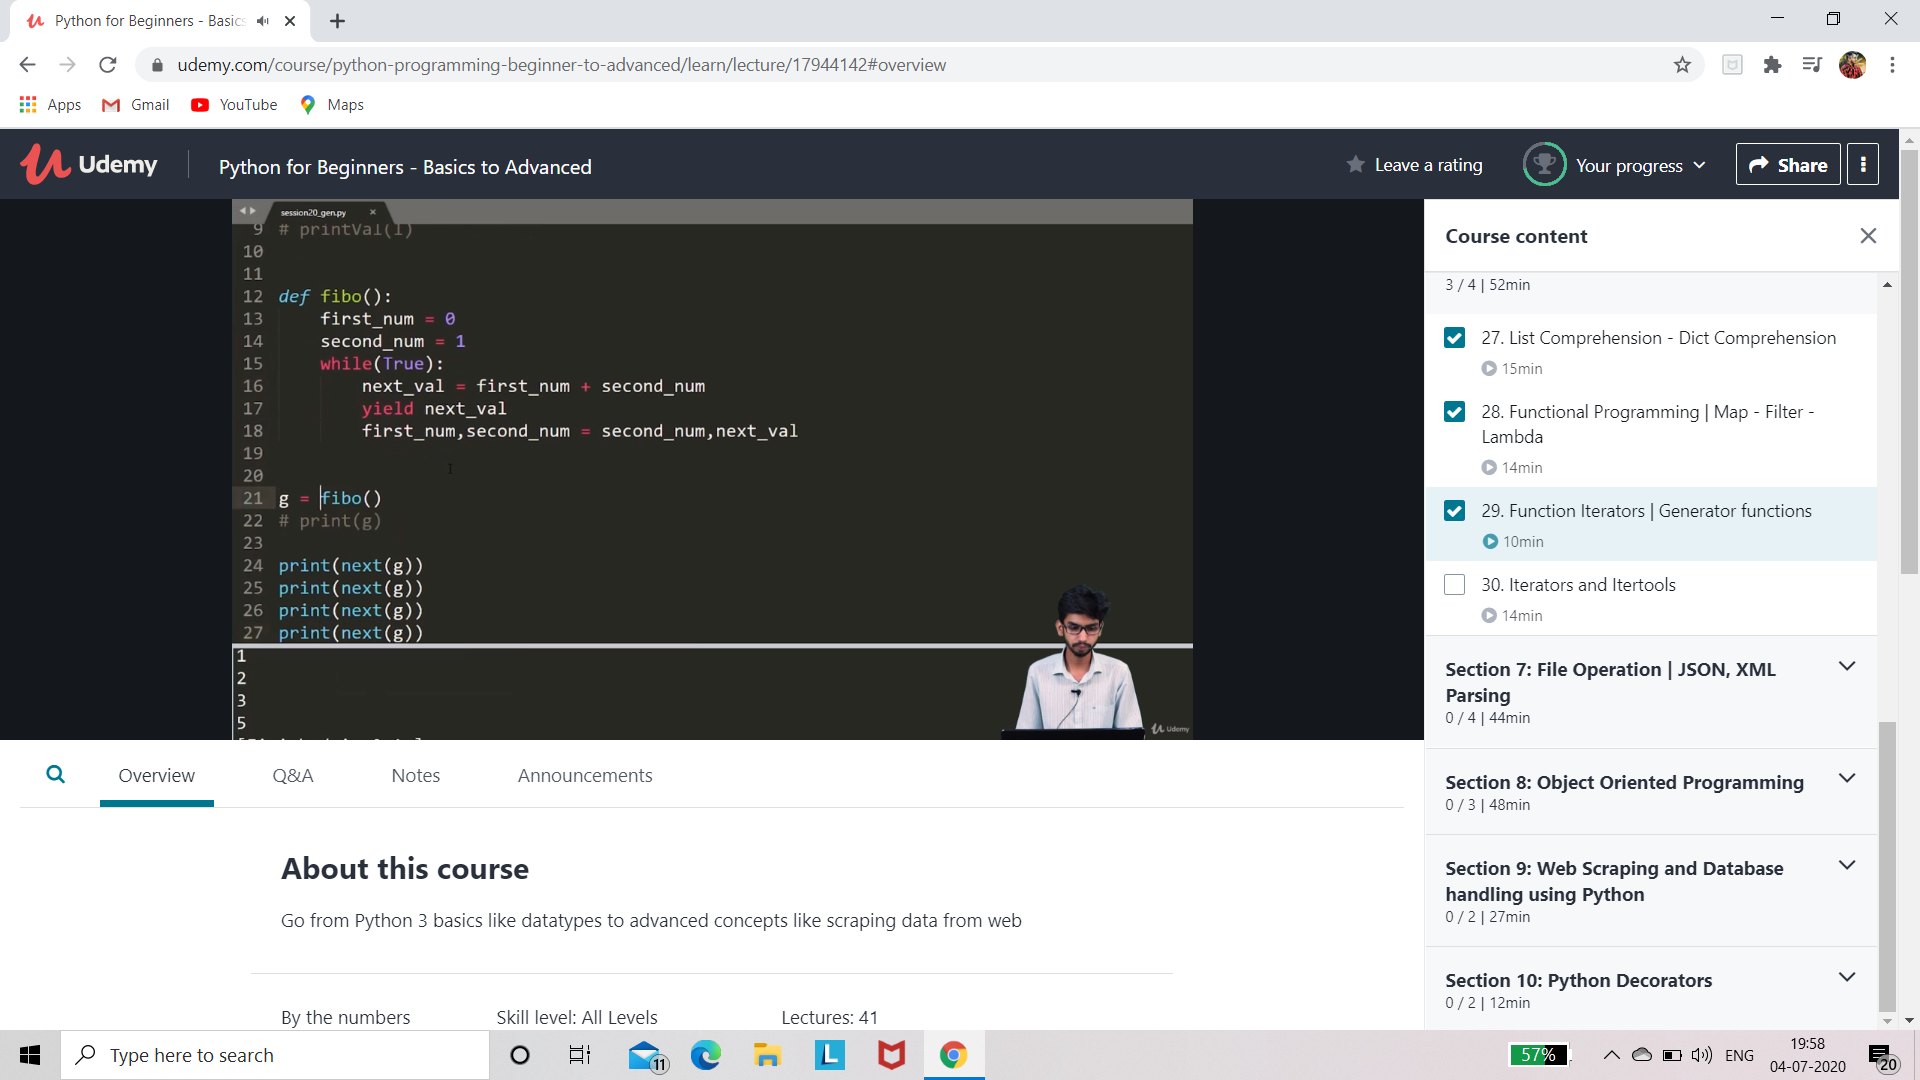 Python for Beginners - Basics
udemy.com/course/python-programming-beginner-to-advanced/learn/lecture/17944142#overview
Apps Gmail YouTube Maps
Udemy Python for Beginners - Basics to Advanced Leave a rating Your progress Share
session20_gen.py
9 # printVal(l)
10
11
12 def fibo():
13 first_num = 0
14 second_num = 1
15 while(True):
16 next_val = first_num + second_num
17 yield next_val
18 first_num,second_num = second_num,next_val
19
20
21 g = fibo()
22 # print(g)
23
24 print(next(g))
25 print(next(g))
26 print(next(g))
27 print(next(g))
1
2
3
5
Udemy
Course content
3 / 4 | 52min
27. List Comprehension - Dict Comprehension
15min
28. Functional Programming | Map - Filter -
Lambda
14min
29. Function Iterators | Generator functions
10min
30. Iterators and Itertools
14min
Section 7: File Operation | JSON, XML
Parsing
0 / 4 | 44min
Section 8: Object Oriented Programming
0 / 3 | 48min
Section 9: Web Scraping and Database
handling using Python
0 / 2 | 27min
Section 10: Python Decorators
0 / 2 | 12min
Overview Q&A Notes Announcements
About this course
Go from Python 3 basics like datatypes to advanced concepts like scraping data from web
By the numbers Skill level: All Levels Lectures: 41
Type here to search
11
L
57%
ENG
19:58
04-07-2020
20